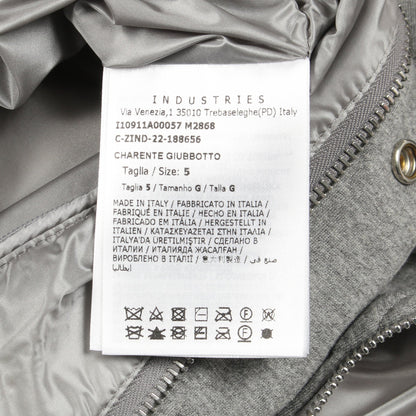 INDUSTRIES
Via Venezia,1 35010 Trebaseleghe(PD) Italy
I10911A00057 M2868
C-ZIND-22-188656
CHARENTE GIUBBOTTO
Taglia / Size: 5
Taglia 5 / Tamanho G / Talla G
MADE IN ITALY / FABBRICATO IN ITALIA /
FABRIQUÉ EN ITALIE / HECHO EN ITALIA /
FABRICADO EM ITÁLIA / HERGESTELLT IN
ITALIEN / ΚΑΤΑΣΚΕΥΑΖΕΤΑΙ ΣΤΗΝ ΙΤΑΛΙΑ /
ITALYA'DA ÜRETILMIŞTIR / СДЕЛАНО В
ИТАЛИИ / ИТАЛИЯДА ЖАСАЛҒАН /
ВИРОБЛЕНО В ІТАЛІЇ / 意大利製造 / صنع في
إيطاليا